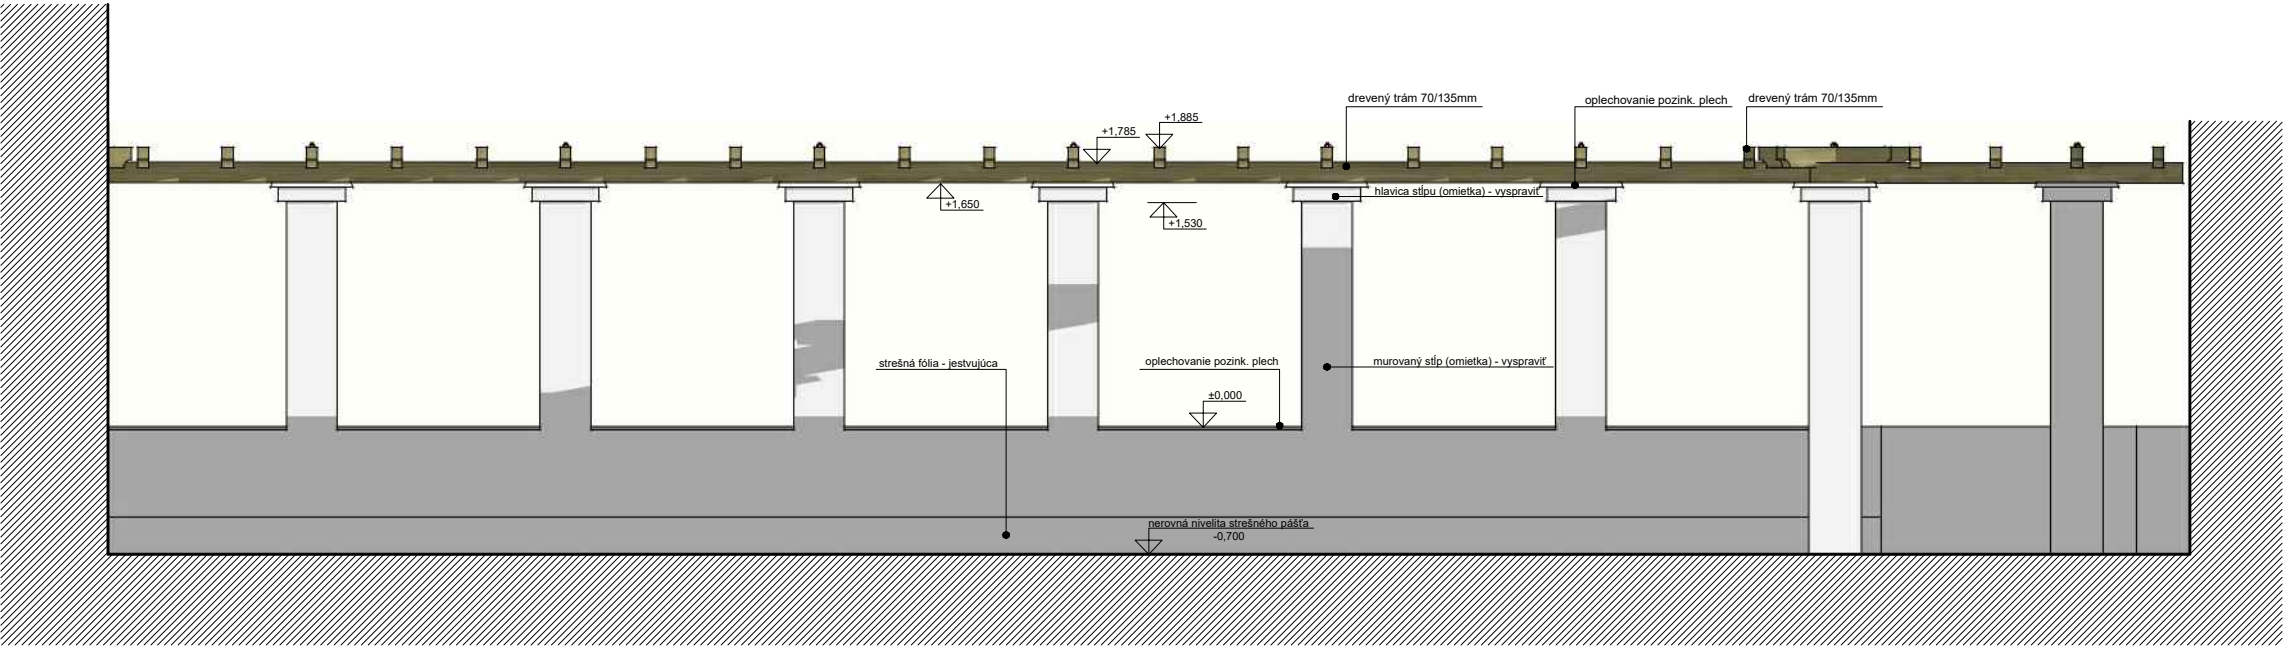 drevený trám 70/135mm
oplechovanie pozink. plech
drevený trám 70/135mm
+1,885
+1,785
hlavica stĺpu (omietka) - vyspraviť
+1,650
+1,530
strešná fólia - jestvujúca
oplechovanie pozink. plech
murovaný stĺp (omietka) - vyspraviť
±0,000
nerovná nivelita strešného pášťa
-0,700